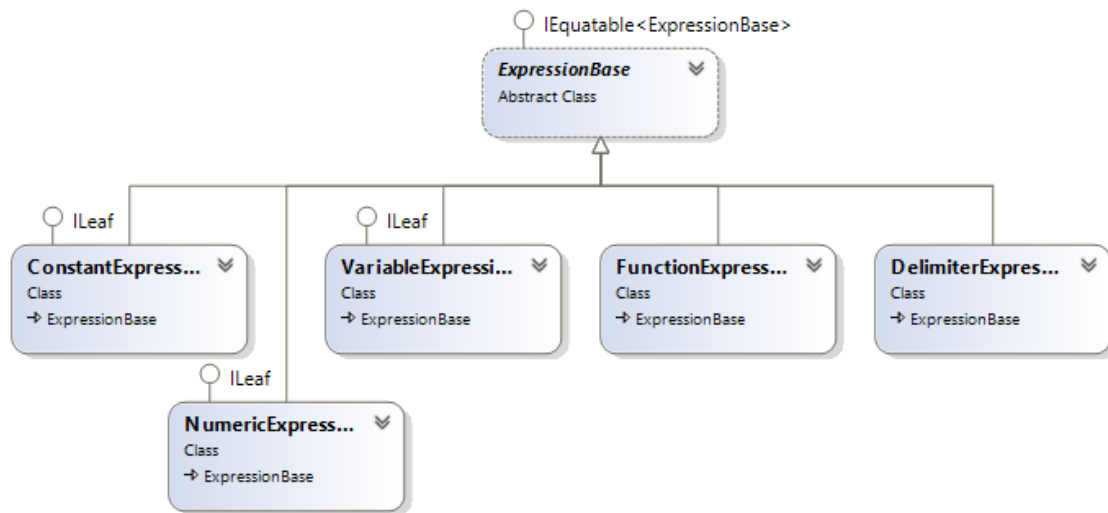 IEquatable<ExpressionBase>
ExpressionBase
Abstract Class
ILeaf
ConstantExpress...
Class
ExpressionBase
ILeaf
VariableExpressi...
Class
ExpressionBase
FunctionExpress...
Class
ExpressionBase
DelimiterExpres...
Class
ExpressionBase
ILeaf
NumericExpress...
Class
ExpressionBase